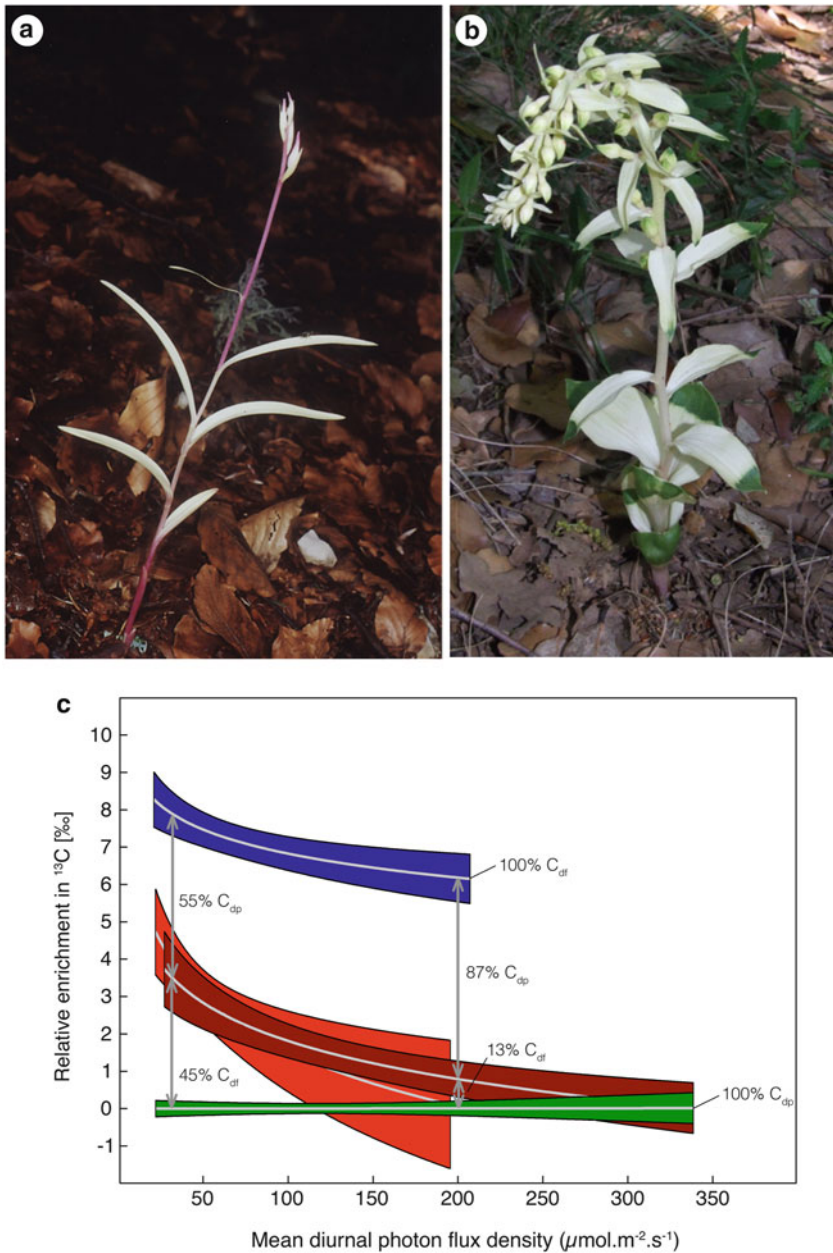 a
b
c
10
9
8
7
6
5
4
3
2
1
0
-1
Relative enrichment in ¹³C [‰]
55% C_dp
45% C_df
100% C_df
87% C_dp
13% C_df
100% C_dp
50
100
150
200
250
300
350
Mean diurnal photon flux density (µmol.m⁻².s⁻¹)